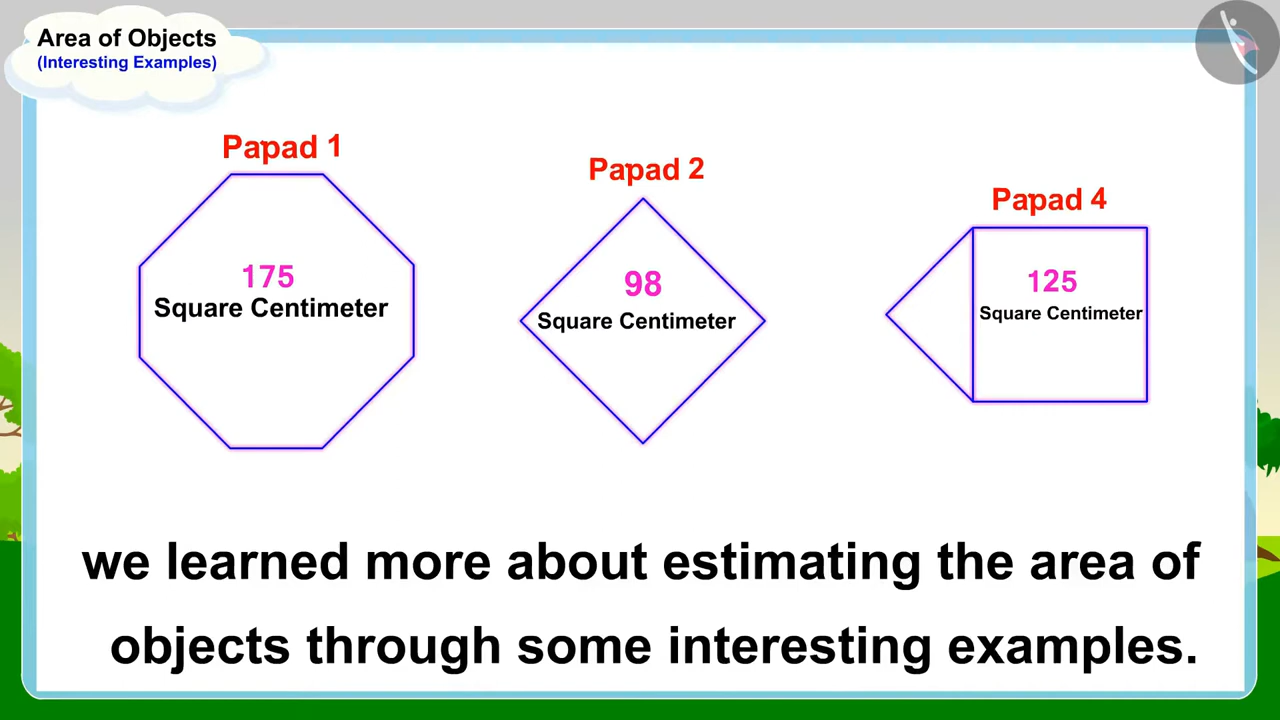 Area of Objects
(Interesting Examples)
Papad 1
175
Square Centimeter
Papad 2
98
Square Centimeter
Papad 4
125
Square Centimeter
we learned more about estimating the area of
objects through some interesting examples.